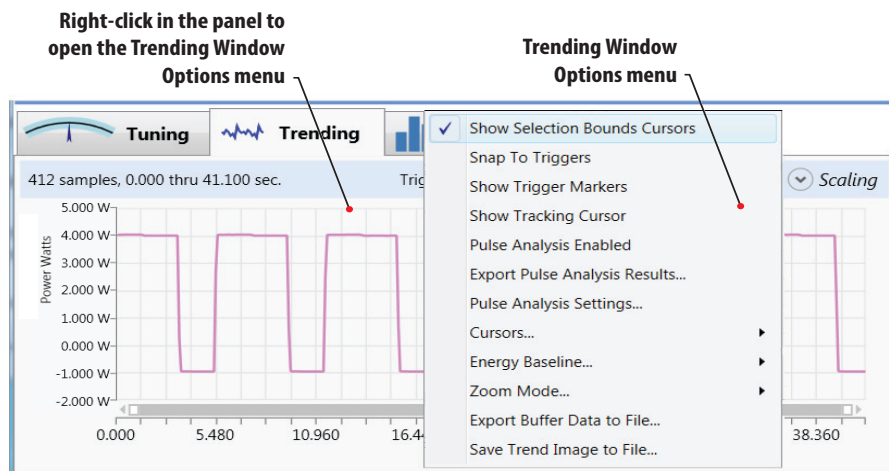 Right-click in the panel to
open the Trending Window
Options menu
Trending Window
Options menu
Tuning
Trending
412 samples, 0.000 thru 41.100 sec.
Scaling
Power Watts
5.000 W
4.000 W
3.000 W
2.000 W
1.000 W
0.000 W
-1.000 W
-2.000 W
0.000
5.480
10.960
38.360
Show Selection Bounds Cursors
Snap To Triggers
Show Trigger Markers
Show Tracking Cursor
Pulse Analysis Enabled
Export Pulse Analysis Results...
Pulse Analysis Settings...
Cursors...
Energy Baseline...
Zoom Mode...
Export Buffer Data to File...
Save Trend Image to File...